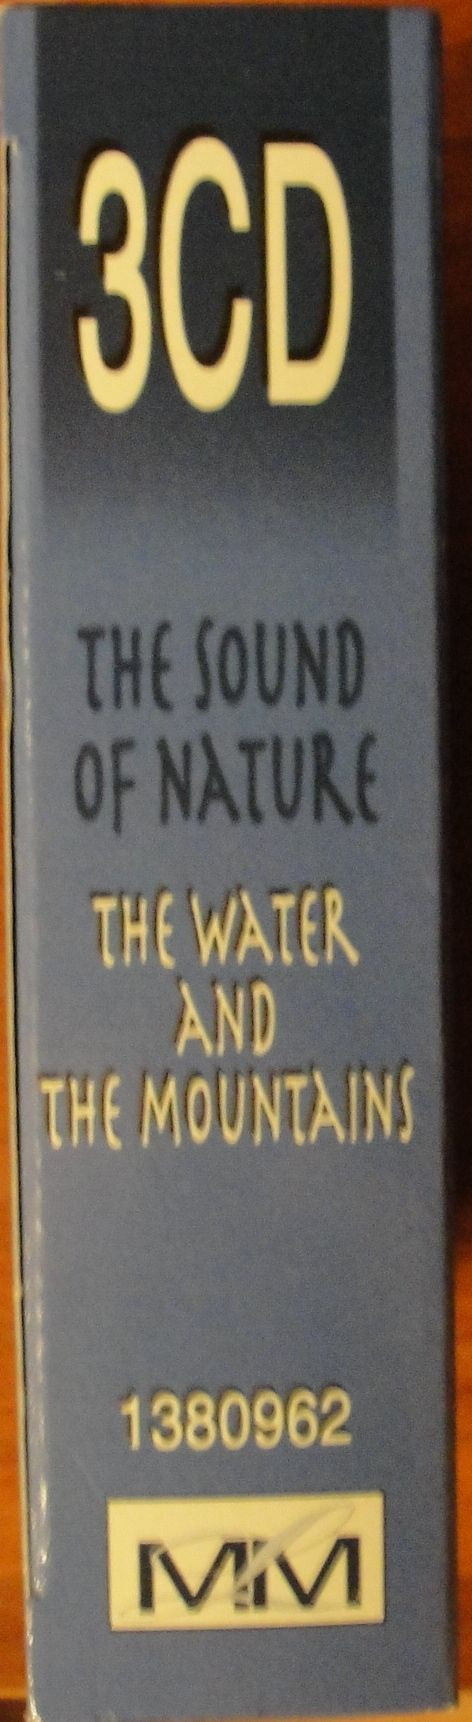 3CD
THE SOUND
OF NATURE
THE WATER
AND
THE MOUNTAINS
1380962
MM